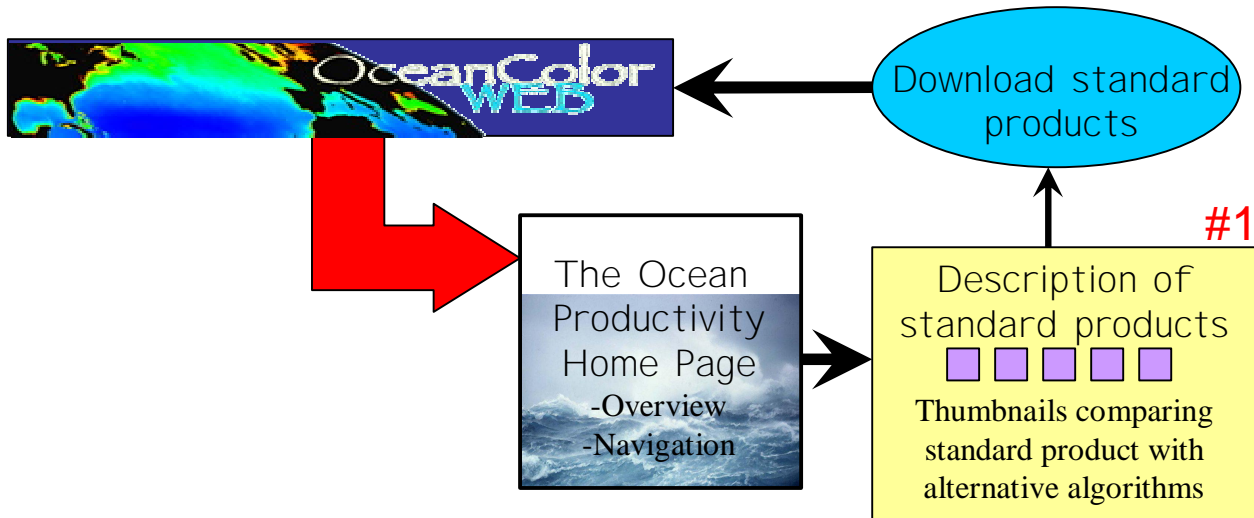 OceanColor
WEB
Download standard
products
#1
The Ocean
Productivity
Home Page
-Overview
-Navigation
Description of
standard products
Thumbnails comparing
standard product with
alternative algorithms